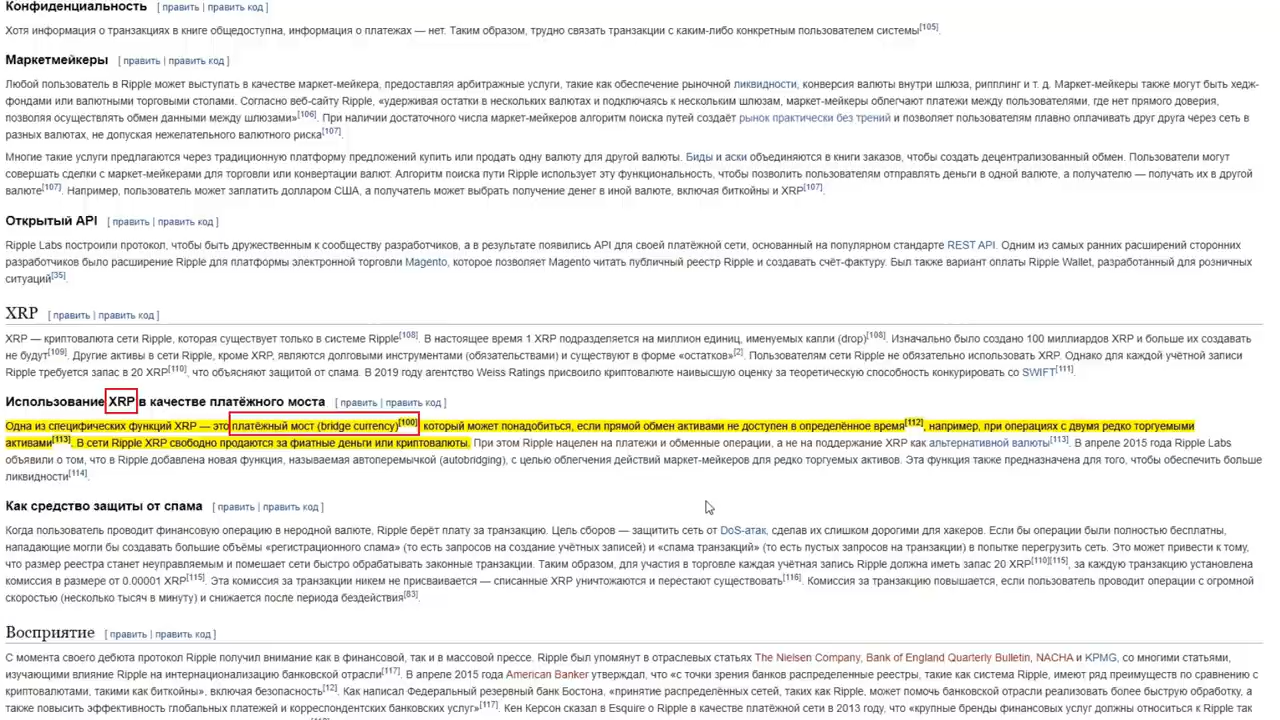 Конфиденциальность [ править | править код ]
Хотя информация о транзакциях в книге общедоступна, информация о платежах — нет. Таким образом, трудно связать транзакции с каким-либо конкретным пользователем системы[105].
Маркетмейкеры [ править | править код ]
Любой пользователь в Ripple может выступать в качестве маркет-мейкера, предоставляя арбитражные услуги, такие как обеспечение рыночной ликвидности, конверсия валюты внутри шлюза, рипплинг и т. д. Маркет-мейкеры также могут быть хедж-
фондами или валютными торговыми столами. Согласно веб-сайту Ripple, «удерживая остатки в нескольких валютах и подключаясь к нескольким шлюзам, маркет-мейкеры облегчают платежи между пользователями, где нет прямого доверия,
позволяя осуществлять обмен данными между шлюзами»[106]. При наличии достаточного числа маркет-мейкеров алгоритм поиска путей создаёт рынок практически без трений и позволяет пользователям плавно оплачивать друг друга через сеть в
разных валютах, не допуская нежелательного валютного риска[107].
Многие такие услуги предлагаются через традиционную платформу предложений купить или продать одну валюту для другой валюты. Биды и аски объединяются в книги заказов, чтобы создать децентрализованный обмен. Пользователи могут
совершать сделки с маркет-мейкерами для торговли или конвертации валют. Алгоритм поиска пути Ripple использует эту функциональность, чтобы позволить пользователям отправлять деньги в одной валюте, а получателю — получать их в другой
валюте[107]. Например, пользователь может заплатить долларом США, а получатель может выбрать получение денег в иной валюте, включая биткойны и XRP[107].
Открытый API [ править | править код ]
Ripple Labs построили протокол, чтобы быть дружественным к сообществу разработчиков, а в результате появились API для своей платёжной сети, основанный на популярном стандарте REST API. Одним из самых ранних расширений сторонних
разработчиков было расширение Ripple для платформы электронной торговли Magento, которое позволяет Magento читать публичный реестр Ripple и создавать счёт-фактуру. Был также вариант оплаты Ripple Wallet, разработанный для розничных
ситуаций[35].
XRP [ править | править код ]
XRP — криптовалюта сети Ripple, которая существует только в системе Ripple[108]. В настоящее время 1 XRP подразделяется на миллион единиц, именуемых капли (drop)[108]. Изначально было создано 100 миллиардов XRP и больше их создавать
не будут[109]. Другие активы в сети Ripple, кроме XRP, являются долговыми инструментами (обязательствами) и существуют в форме «остатков»[2]. Пользователям сети Ripple не обязательно использовать XRP. Однако для каждой учётной записи
Ripple требуется запас в 20 XRP[110], что объясняют защитой от спама. В 2019 году агентство Weiss Ratings присвоило криптовалюте наивысшую оценку за теоретическую способность конкурировать со SWIFT[111].
Использование XRP в качестве платёжного моста [ править | править код ]
Одна из специфических функций XRP — это платёжный мост (bridge currency)[100], который может понадобиться, если прямой обмен активами не доступен в определённое время[112], например, при операциях с двумя редко торгуемыми
активами[113]. В сети Ripple XRP свободно продаются за фиатные деньги или криптовалюты. При этом Ripple нацелен на платежи и обменные операции, а не на поддержание XRP как альтернативной валюты[113]. В апреле 2015 года Ripple Labs
объявили о том, что в Ripple добавлена новая функция, называемая автоперемычкой (autobridging), с целью облегчения действий маркет-мейкеров для редко торгуемых активов. Эта функция также предназначена для того, чтобы обеспечить больше
ликвидности[114].
Как средство защиты от спама [ править | править код ]
Когда пользователь проводит финансовую операцию в неродной валюте, Ripple берёт плату за транзакцию. Цель сборов — защитить сеть от DoS-атак, сделав их слишком дорогими для хакеров. Если бы операции были полностью бесплатны,
нападающие могли бы создавать большие объёмы «регистрационного спама» (то есть запросов на создание учётных записей) и «спама транзакций» (то есть пустых запросов на транзакции) в попытке перегрузить сеть. Это может привести к тому,
что размер реестра станет неуправляемым и помешает сети быстро обрабатывать законные транзакции. Таким образом, для участия в торговле каждая учётная запись Ripple должна иметь запас 20 XRP[110][115], за каждую транзакцию установлена
комиссия в размере от 0.00001 XRP[115]. Эта комиссия за транзакции никем не присваивается — списанные XRP уничтожаются и перестают существовать[116]. Комиссия за транзакцию повышается, если пользователь проводит операции с огромной
скоростью (несколько тысяч в минуту) и снижается после периода бездействия[83].
Восприятие [ править | править код ]
С момента своего дебюта протокол Ripple получил внимание как в финансовой, так и в массовой прессе. Ripple был упомянут в отраслевых статьях The Nielsen Company, Bank of England Quarterly Bulletin, NACHA и KPMG, со многими статьями,
изучающими влияние Ripple на интернационализацию банковской отрасли[117]. В апреле 2015 года American Banker утверждал, что «с точки зрения банков распределенные реестры, такие как система Ripple, имеют ряд преимуществ по сравнению с
криптовалютами, такими как биткойны», включая безопасность[12]. Как написал Федеральный резервный банк Бостона, «принятие распределённых сетей, таких как Ripple, может помочь банковской отрасли реализовать более быструю обработку, а
также повысить эффективность глобальных платежей и корреспондентских банковских услуг»[117]. Кен Керсон сказал в Esquire о Ripple в качестве платёжной сети в 2013 году, что «крупные бренды финансовых услуг должны относиться к Ripple так